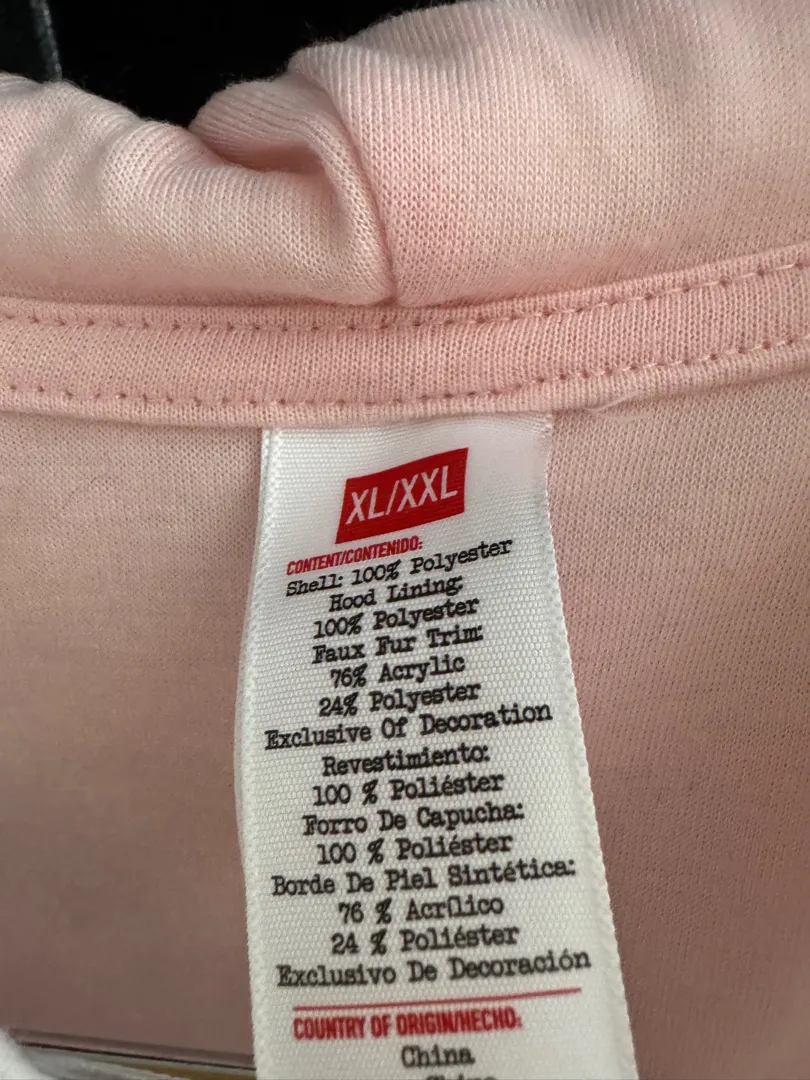 XL/XXL
CONTENT/CONTENIDO:
Shell: 100% Polyester
Hood Lining:
100% Polyester
Faux Fur Trim:
76% Acrylic
24% Polyester
Exclusive Of Decoration
Revestimiento:
100 % Poliéster
Forro De Capucha:
100 % Poliéster
Borde De Piel Sintética:
76 % Acrílico
24 % Poliéster
Exclusivo De Decoración
COUNTRY OF ORIGIN/HECHO:
China